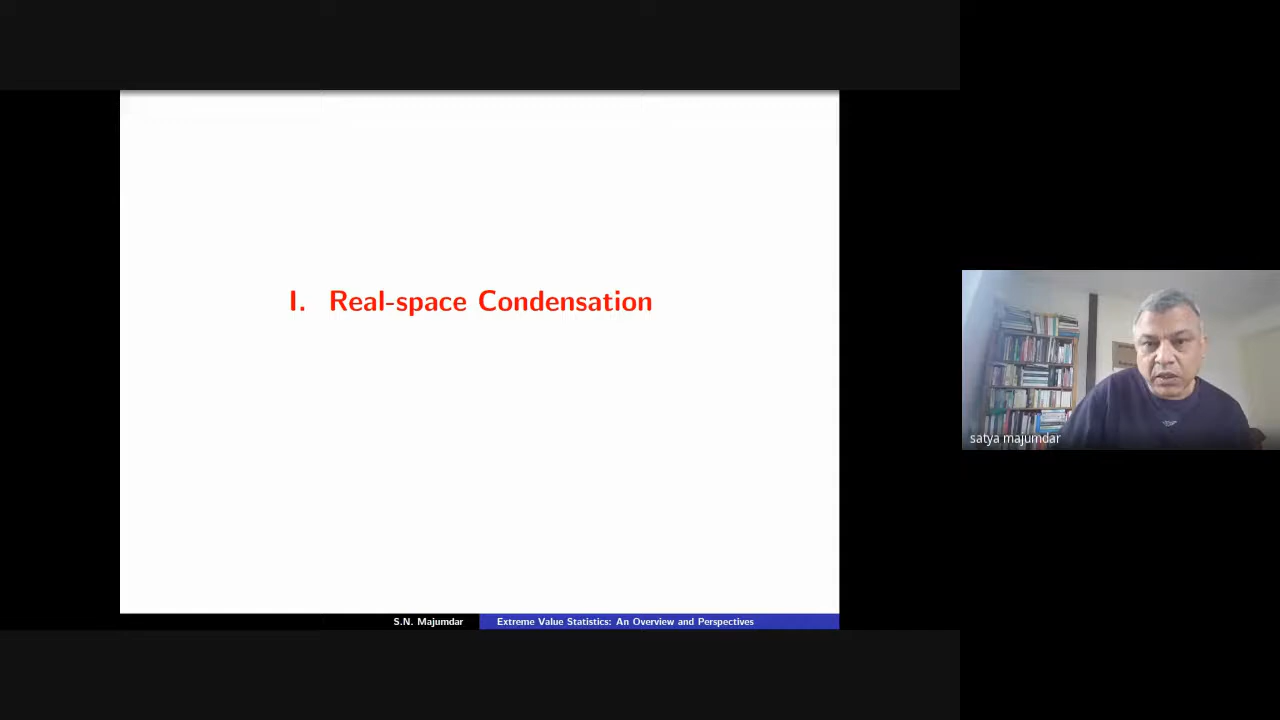 I. Real-space Condensation
satya majumdar
S.N. Majumdar
Extreme Value Statistics: An Overview and Perspectives